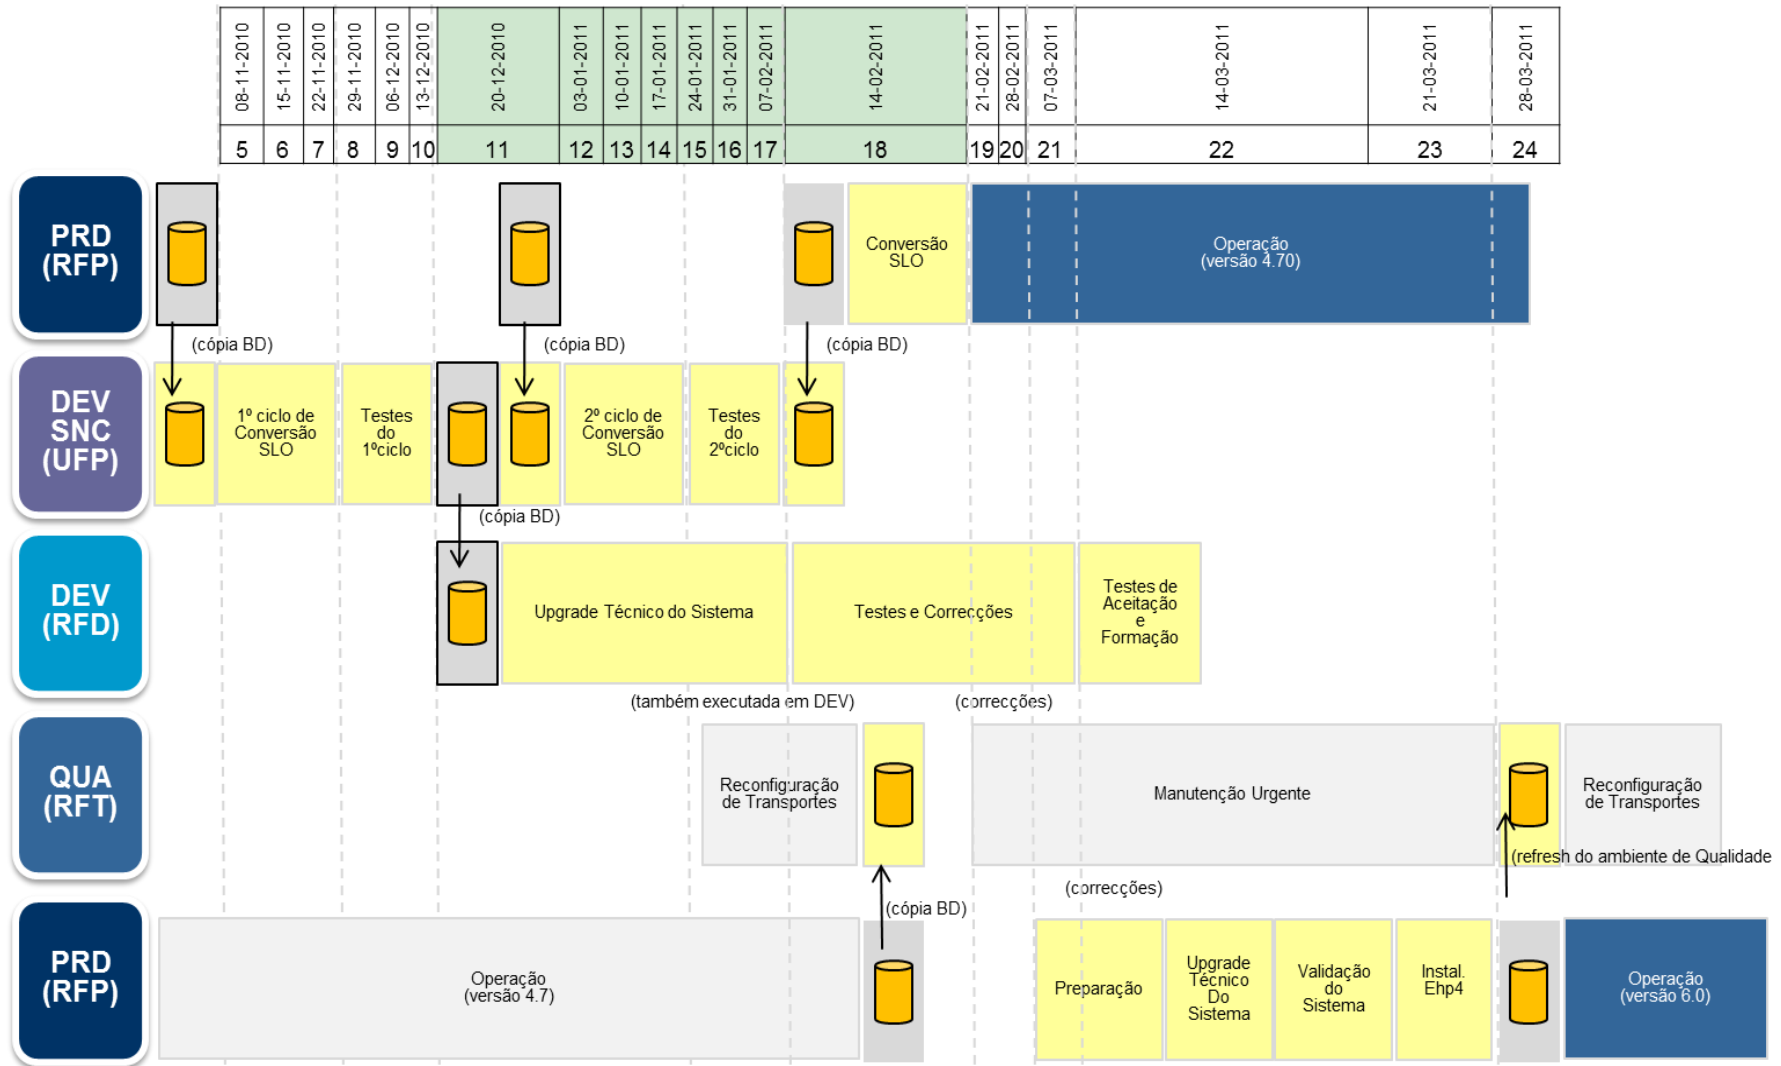 08-11-2010
15-11-2010
22-11-2010
29-11-2010
06-12-2010
13-12-2010
20-12-2010
03-01-2011
10-01-2011
17-01-2011
24-01-2011
31-01-2011
07-02-2011
14-02-2011
21-02-2011
28-02-2011
07-03-2011
14-03-2011
21-03-2011
28-03-2011
5 6 7 8 9 10 11 12 13 14 15 16 17 18 19 20 21 22 23 24
PRD
(RFP)
Conversão
SLO
Operação
(versão 4.70)
(cópia BD)
(cópia BD)
(cópia BD)
DEV
SNC
(UFP)
1º ciclo de
Conversão
SLO
Testes
do
1ºciclo
2º ciclo de
Conversão
SLO
Testes
do
2ºciclo
(cópia BD)
DEV
(RFD)
Upgrade Técnico do Sistema
Testes e Correcções
Testes de
Aceitação
e
Formação
(também executada em DEV)
(correcções)
QUA
(RFT)
Reconfiguração
de Transportes
Manutenção Urgente
Reconfiguração
de Transportes
(refresh do ambiente de Qualidade
(correcções)
(cópia BD)
PRD
(RFP)
Operação
(versão 4.7)
Preparação
Upgrade
Técnico
Do
Sistema
Validação
do
Sistema
Instal.
Ehp4
Operação
(versão 6.0)